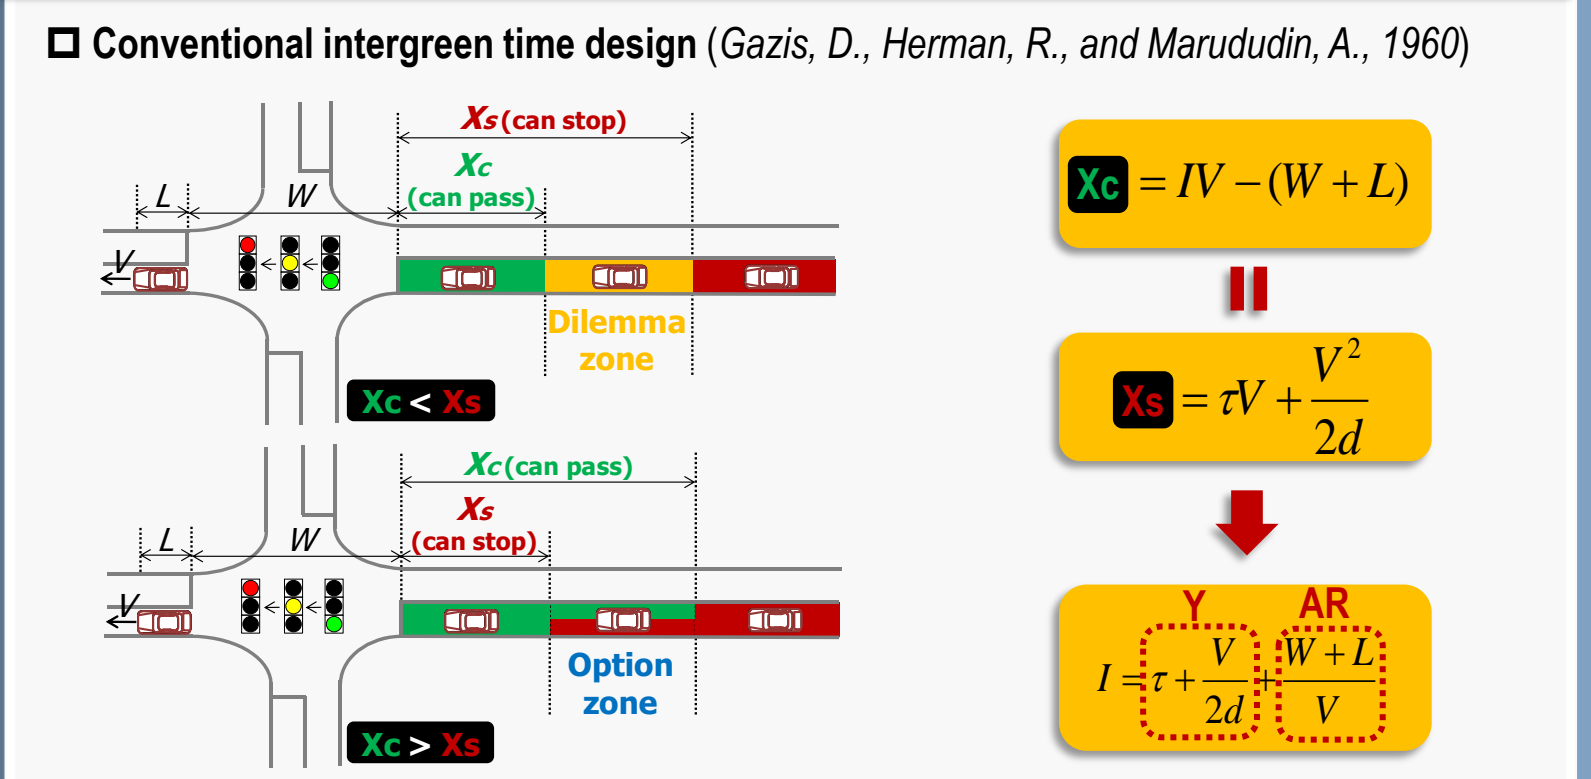 Conventional intergreen time design (Gazis, D., Herman, R., and Marududin, A., 1960)
Xs (can stop)
Xc
(can pass)
L
W
V
Dilemma
zone
Xc < Xs
Xc (can pass)
Xs
(can stop)
L
W
V
Option
zone
Xc > Xs
Xc = IV − (W + L)
=
Xs = τV + V²/2d
Y
AR
I = τ + V/2d + (W + L)/V